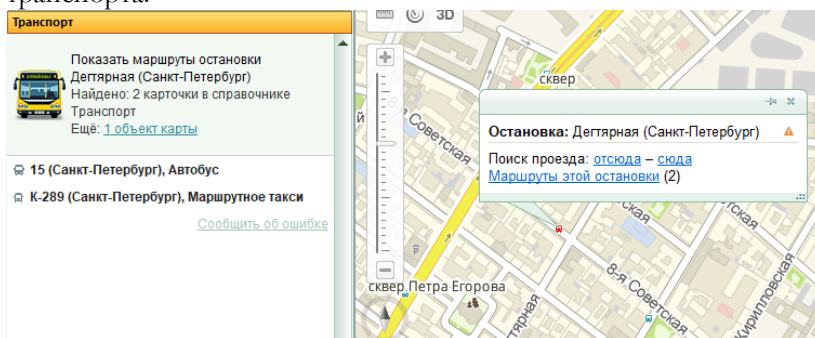 транспорта.
Транспорт
Показать маршруты остановки
Дегтярная (Санкт-Петербург)
Найдено: 2 карточки в справочнике
Транспорт
Ещё: 1 объект карты
15 (Санкт-Петербург), Автобус
К-289 (Санкт-Петербург), Маршрутное такси
Сообщить об ошибке
3D
сквер
8-я Советская
Остановка: Дегтярная (Санкт-Петербург)
Поиск проезда: отсюда – сюда
Маршруты этой остановки (2)
сквер Петра Егорова
8-я Советская
Кирилловская